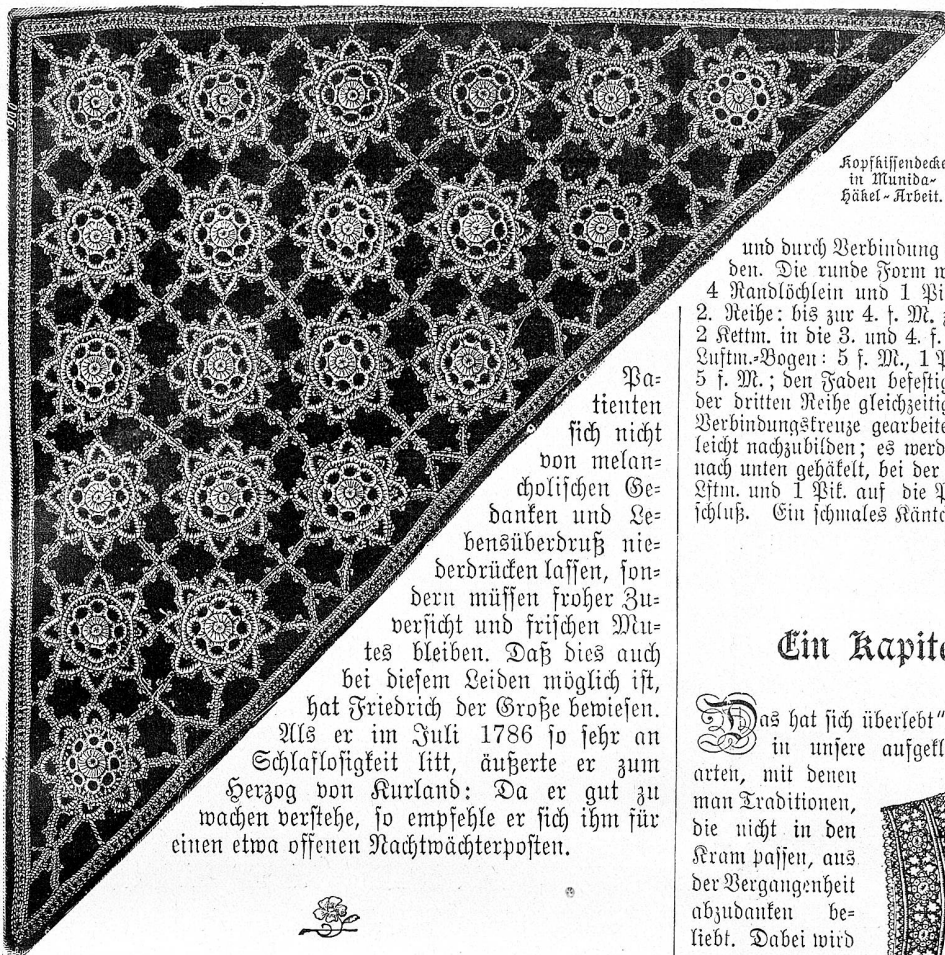 Kopfkissendecke
in Munida-
Häkel-Arbeit.
Pa-
tienten
sich nicht
von melan-
cholischen Ge-
danken und Le-
bensüberdruß nie-
derdrücken lassen, son-
dern müssen froher Zu-
versicht und frischen Mu-
tes bleiben. Daß dies auch
bei diesem Leiden möglich ist,
hat Friedrich der Große bewiesen.
Als er im Juli 1786 so sehr an
Schlaflosigkeit litt, äußerte er zum
Herzog von Kurland: Da er gut zu
wachen verstehe, so empfehle er sich ihm für
einen etwa offenen Nachtwächterposten.
und durch Verbindung
den. Die runde Form
4 Randlöchlein und 1
2. Reihe: bis zur 4. f. M.
2 Kettm. in die 3. und 4. f.
Luftm.-Bogen: 5 f. M., 1
5 f. M.; den Faden
der dritten Reihe
Verbindungskreuze
leicht nachzubilden; es
nach unten gehäkelt, bei der
Lftm. und 1 Pik. auf die
schluß. Ein schmales
Ein
Das hat sich überlebt"
in unsere
arten, mit denen
man Traditionen,
die nicht in den
Kram passen, aus
der Vergangenheit
abzudanken be-
liebt. Dabei wird